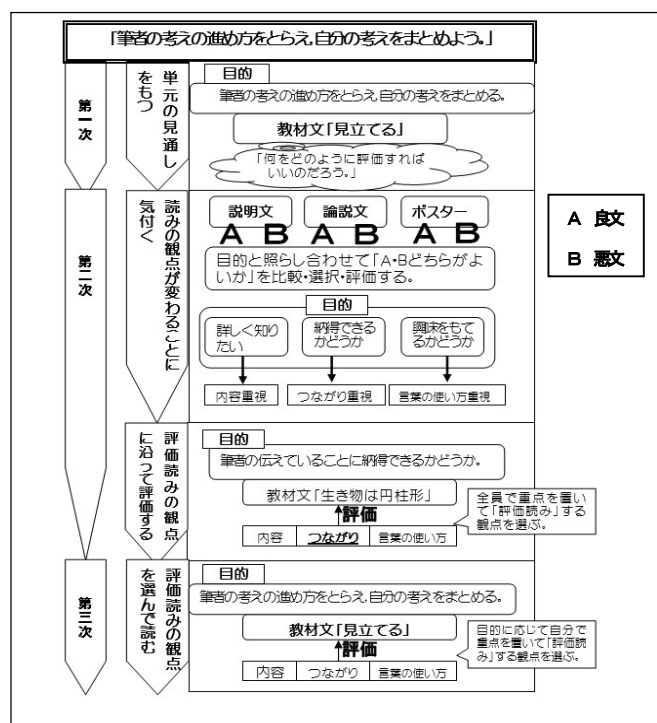 「筆者の考えの進め方をとらえ,自分の考えをまとめよう。」
第一次
単元の見通し
をもつ
目的
筆者の考えの進め方をとらえ,自分の考えをまとめる。
教材文「見立てる」
「何をどのように評価すれば
いいのだろう。」
第二次
読みの観点が変わることに
気付く
説明文
論説文
ポスター
A B
A B
A B
目的と照らし合わせて「A・Bどちらがよ
いか」を比較・選択・評価する。
目的
詳しく知り
たい
納得できる
かどうか
興味をもて
るかどうか
内容重視
つながり重視
言葉の使い方重視
A 良文
B 悪文
評価読みの観点
に沿って評価する
目的
筆者の伝えていることに納得できるかどうか。
教材文「生き物は円柱形」
評価
内容
つながり
言葉の使い方
全員で重点を置い
て「評価読み」する
観点を選ぶ。
第三次
評価読みの観点
を選んで読む
目的
筆者の考えの進め方をとらえ,自分の考えをまとめる。
教材文「見立てる」
評価
内容
つながり
言葉の使い方
目的に応じて自分で
重点を置いて「評価読
み」する観点を選ぶ。